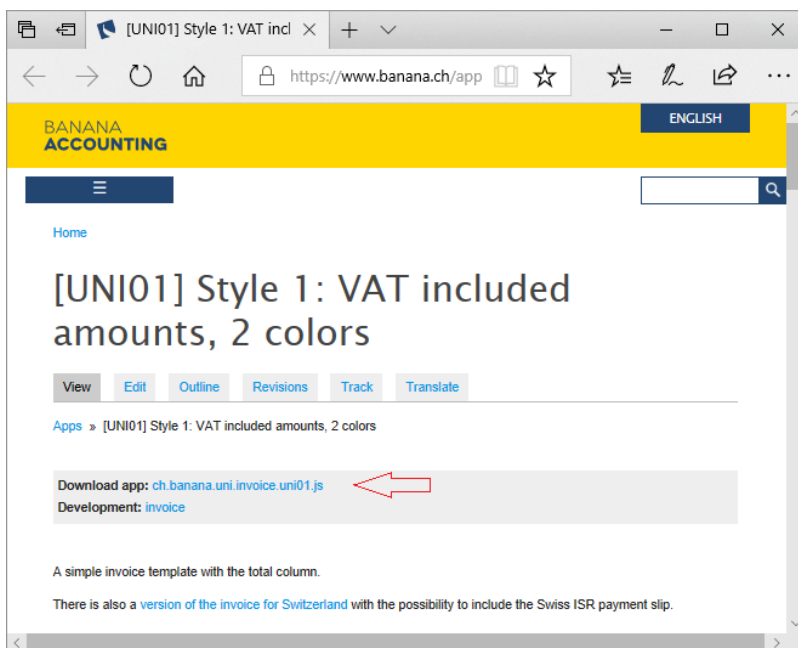 [UNI01] Style 1: VAT incl
https://www.banana.ch/app
BANANA
ACCOUNTING
ENGLISH
Home
[UNI01] Style 1: VAT included
amounts, 2 colors
View Edit Outline Revisions Track Translate
Apps » [UNI01] Style 1: VAT included amounts, 2 colors
Download app: ch.banana.uni.invoice.uni01.js
Development: invoice
A simple invoice template with the total column.
There is also a version of the invoice for Switzerland with the possibility to include the Swiss ISR payment slip.